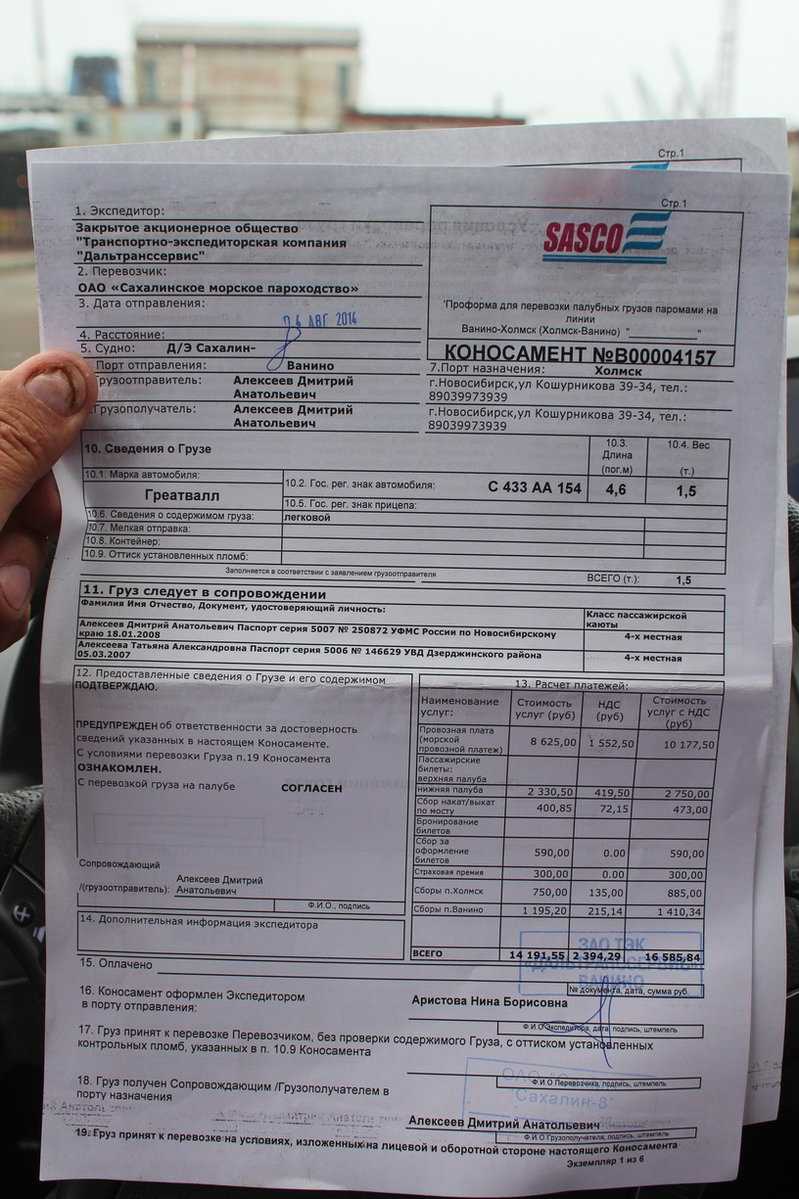 Стр.1
Стр.1
1. Экспедитор:
Закрытое акционерное общество
"Транспортно-экспедиторская компания
"Дальтранссервис"
2. Перевозчик:
ОАО «Сахалинское морское пароходство»
3. Дата отправления:
26 АВГ 2014
4. Расстояние:
5. Судно: Д/Э Сахалин-
SASCO
'Проформа для перевозки палубных грузов паромами на
линии
Ванино-Холмск (Холмск-Ванино) "____________"
КОНОСАМЕНТ №B00004157
Порт отправления: Ванино
7.Порт назначения: Холмск
Грузоотправитель: Алексеев Дмитрий
Анатольевич
г.Новосибирск,ул Кошурникова 39-34, тел.:
89039973939
Грузополучатель: Алексеев Дмитрий
Анатольевич
г.Новосибирск,ул Кошурникова 39-34, тел.:
89039973939
10. Сведения о Грузе
10.3. Длина (пог.м)
10.4. Вес (т.)
10.1. Марка автомобиля:
Греатвалл
10.2. Гос. рег. знак автомобиля: С 433 АА 154 4,6 1,5
10.5. Гос. рег. знак прицепа:
10.6. Сведения о содержимом груза: легковой
10.7. Мелкая отправка:
10.8. Контейнер:
10.9. Оттиск установленных пломб:
Заполняется в соответствии с заявлением грузоотправителя
ВСЕГО (т.): 1,5
11. Груз следует в сопровождении
Фамилия Имя Отчество, Документ, удостоверяющий личность:
Класс пассажирской
каюты
Алексеев Дмитрий Анатольевич Паспорт серия 5007 № 250872 УФМС России по Новосибирскому
краю 18.01.2008
4-х местная
Алексеева Татьяна Александровна Паспорт серия 5006 № 146629 УВД Дзержинского района
05.03.2007
4-х местная
12. Предоставленные сведения о Грузе и его содержимом
ПОДТВЕРЖДАЮ.
ПРЕДУПРЕЖДЕН об ответственности за достоверность
сведений указанных в настоящем Коносаменте.
С условиями перевозки Груза п.19 Коносамента
ОЗНАКОМЛЕН.
С перевозкой груза на палубе СОГЛАСЕН
Сопровождающий
/(грузоотправитель): Алексеев Дмитрий
Анатольевич
Ф.И.О., подпись
13. Расчет платежей:
Наименование услуг: Стоимость услуг (руб) НДС (руб) Стоимость услуг с НДС (руб)
Провозная плата
(морской
провозной платеж) 8 625,00 1 552,50 10 177,50
Пассажирские
билеты:
верхняя палуба
нижняя палуба 2 330,50 419,50 2 750,00
Сбор накат/выкат
по мосту 400,85 72,15 473,00
Бронирование
билетов
Сбор за
оформление
билетов 590,00 0.00 590,00
Страховая премия 300,00 0.00 300,00
Сборы п.Холмск 750,00 135,00 885,00
Сборы п.Ванино 1 195,20 215,14 1 410,34
ВСЕГО 14 191,55 2 394,29 16 585,84
14. Дополнительная информация экспедитора
ЗАО ТЭК
«ДАЛЬТРАНССЕРВИС»
ВАНИНО
15. Оплачено
№ документа, дата, сумма руб.
16. Коносамент оформлен Экспедитором
в порту отправления:
Аристова Нина Борисовна
Ф.И.О Экспедитора, дата, подпись, штемпель
17. Груз принят к перевозке Перевозчиком, без проверки содержимого Груза, с оттиском установленных
контрольных пломб, указанных в п. 10.9 Коносамента
Ф.И.О Перевозчика, подпись, штемпель
18. Груз получен Сопровождающим /Грузополучателем в
порту назначения
ОАО
"Сахалин-8"
Алексеев Дмитрий Анатольевич
Ф.И.О Грузополучателя, подпись, штемпель
19. Груз принят к перевозке на условиях, изложенных на лицевой и оборотной стороне настоящего Коносамента
Экземпляр 1 из 6